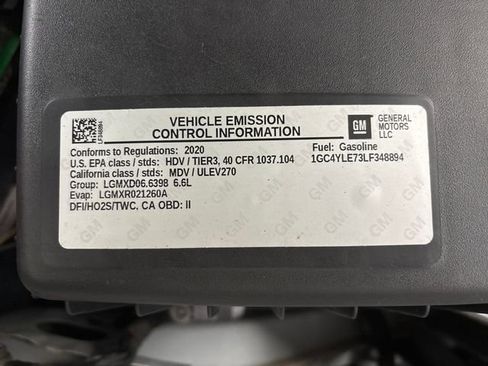 LF348894
VEHICLE EMISSION
CONTROL INFORMATION
GM
GENERAL
MOTORS
LLC
Conforms to Regulations: 2020
Fuel: Gasoline
U.S. EPA class / stds: HDV / TIER3, 40 CFR 1037.104
1GC4YLE73LF348894
California class / stds: MDV / ULEV270
Group: LGMXD06.6398 6.6L
Evap: LGMXR021260A
DFI/HO2S/TWC, CA OBD: II